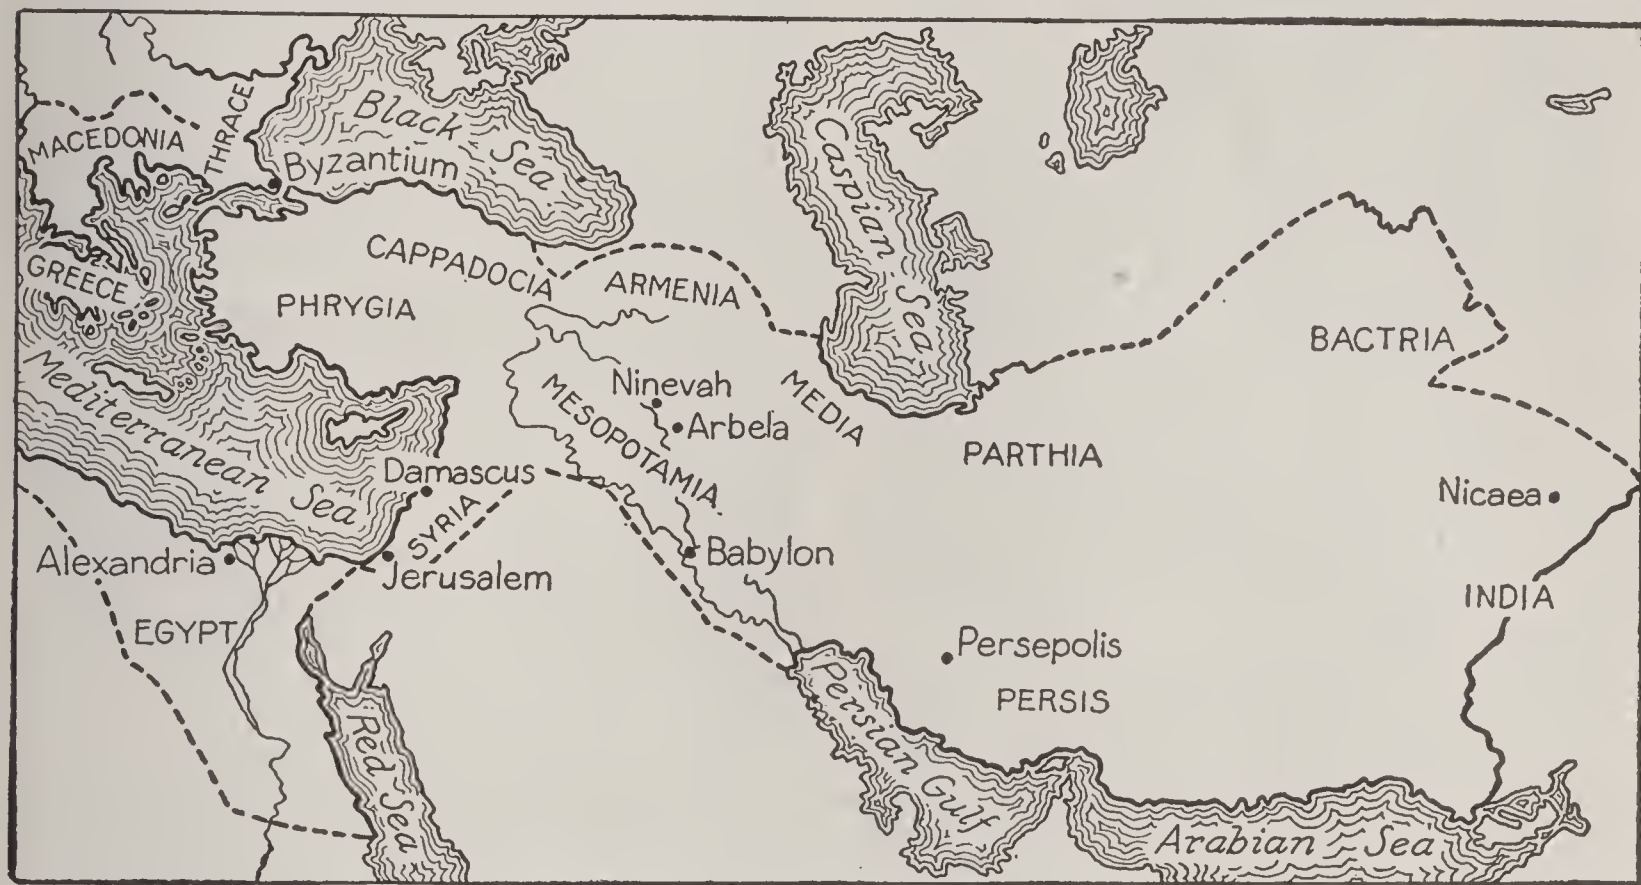 Black Sea
THRACE
MACEDONIA
Byzantium
Caspian Sea
CAPPADOCIA
ARMENIA
GREECE
PHRYGIA
BACTRIA
Mediterranean Sea
Ninevah
MESOPOTAMIA
Arbela
MEDIA
PARTHIA
Damascus
SYRIA
Nicaea
Alexandria
Jerusalem
Babylon
INDIA
EGYPT
Persepolis
PERSIS
Persian Gulf
Red Sea
Arabian Sea